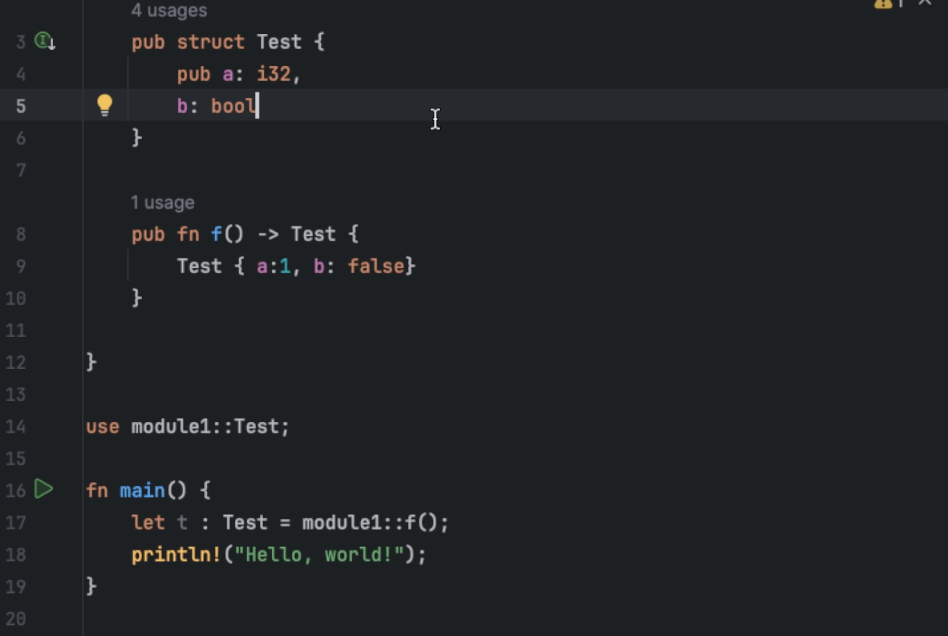 4 usages
1
3 pub struct Test {
4 pub a: i32,
5 b: bool
6 }
7
1 usage
8 pub fn f() -> Test {
9 Test { a:1, b: false}
10 }
11
12 }
13
14 use module1::Test;
15
16 fn main() {
17 let t : Test = module1::f();
18 println!("Hello, world!");
19 }
20